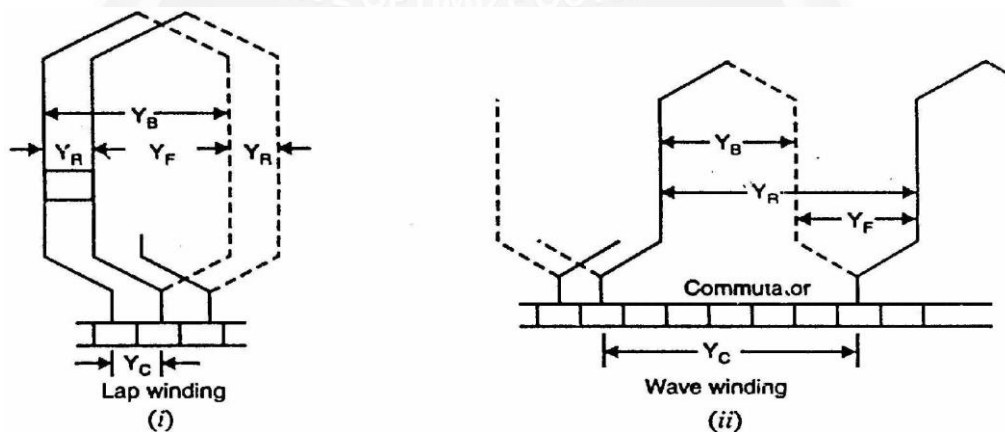 Y_B
Y_R
Y_F
Y_R
Y_C
Lap winding
(i)
Y_B
Y_R
Y_F
Commutator
Y_C
Wave winding
(ii)